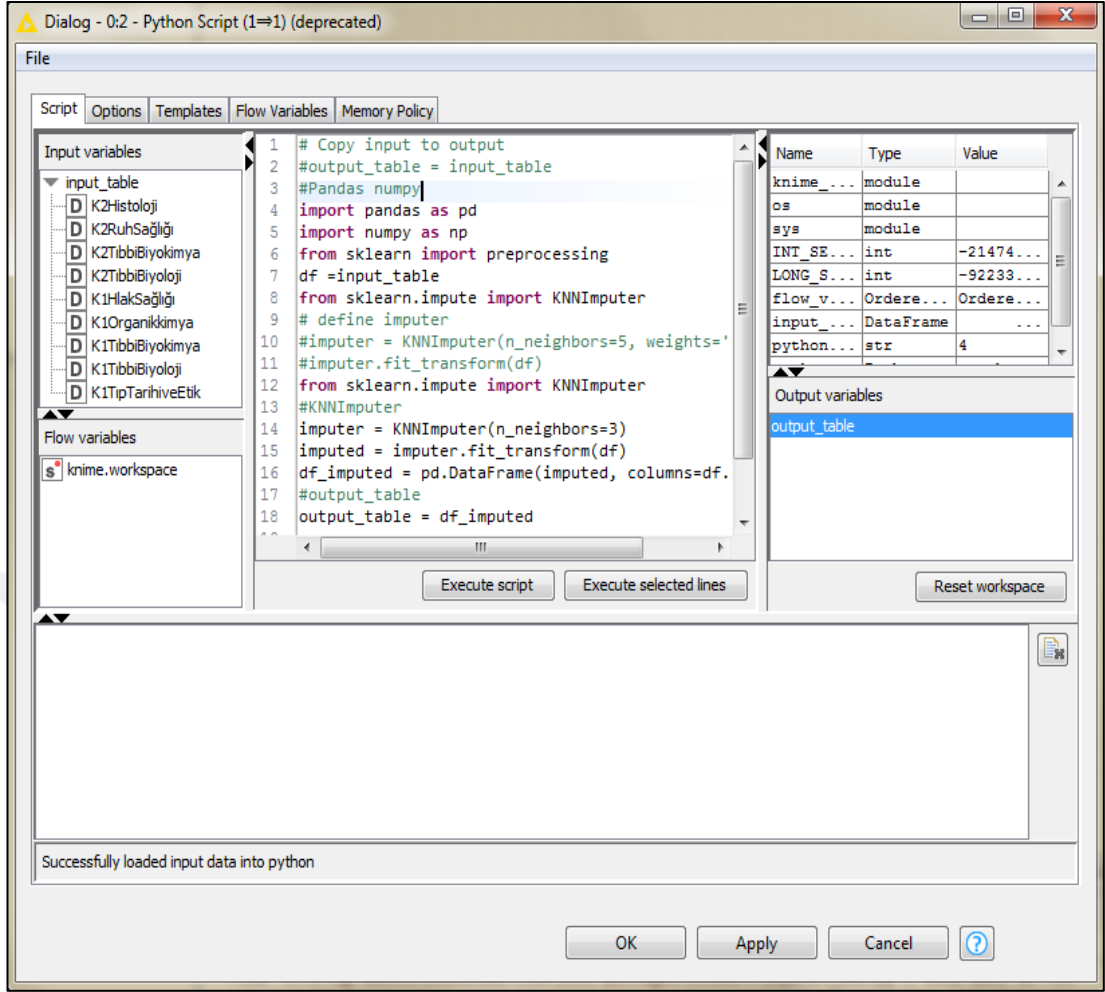 Dialog - 0:2 - Python Script (1⇒1) (deprecated)
File
Script Options Templates Flow Variables Memory Policy
Input variables
input_table
D K2Histoloji
D K2RuhSağlığı
D K2TıbbiBiyokimya
D K2TıbbiBiyoloji
D K1HlakSağlığı
D K1Organikkimya
D K1TıbbiBiyokimya
D K1TıbbiBiyoloji
D K1TipTarihiveEtik
Flow variables
s knime.workspace
1 # Copy input to output
2 #output_table = input_table
3 #Pandas numpy
4 import pandas as pd
5 import numpy as np
6 from sklearn import preprocessing
7 df =input_table
8 from sklearn.impute import KNNImputer
9 # define imputer
10 #imputer = KNNImputer(n_neighbors=5, weights='
11 #imputer.fit_transform(df)
12 from sklearn.impute import KNNImputer
13 #KNNImputer
14 imputer = KNNImputer(n_neighbors=3)
15 imputed = imputer.fit_transform(df)
16 df_imputed = pd.DataFrame(imputed, columns=df.
17 #output_table
18 output_table = df_imputed
Execute script Execute selected lines
Name Type Value
knime_... module
os module
sys module
INT_SE... int -21474...
LONG_S... int -92233...
flow_v... Ordere... Ordere...
input_... DataFrame ...
python... str 4
Output variables
output_table
Reset workspace
Successfully loaded input data into python
OK Apply Cancel ?